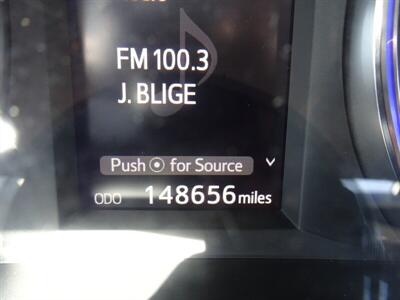 FM 100.3
J. BLIGE
Push for Source
ODO 148656 miles